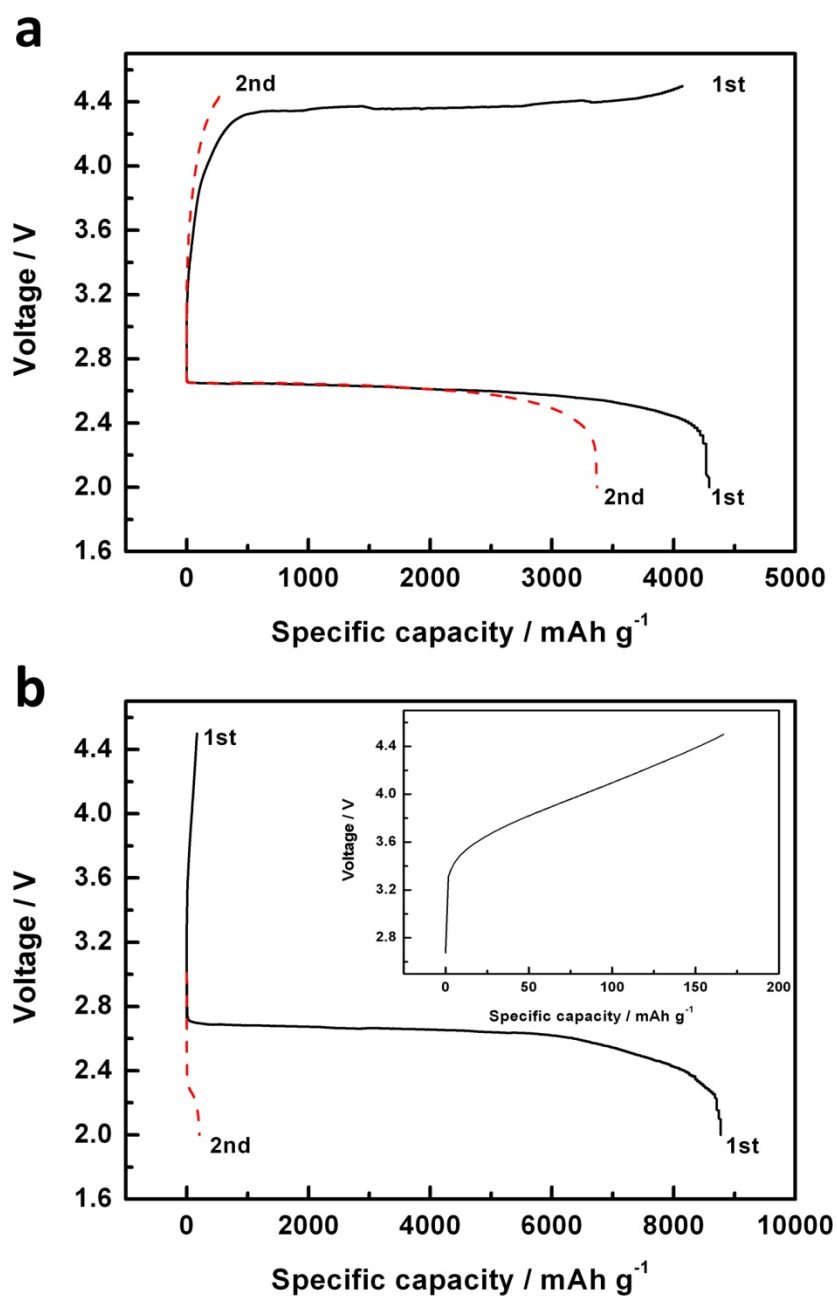 a
2nd
1st
4.4
4.0
3.6
3.2
2.8
2.4
2.0
1.6
Voltage / V
2nd
1st
0
1000
2000
3000
4000
5000
Specific capacity / mAh g⁻¹
b
1st
4.4
4.0
3.6
3.2
2.8
2.4
2.0
1.6
Voltage / V
4.4
4.0
3.6
3.2
2.8
Voltage / V
0
50
100
150
200
Specific capacity / mAh g⁻¹
2nd
1st
0
2000
4000
6000
8000
10000
Specific capacity / mAh g⁻¹